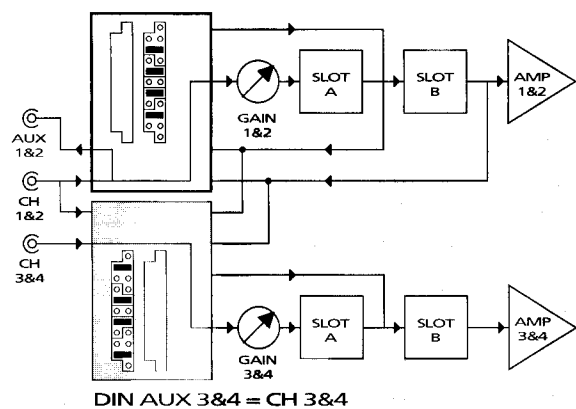 GAIN
1&2
SLOT
A
SLOT
B
AMP
1&2
AUX
1&2
CH
1&2
CH
3&4
GAIN
3&4
SLOT
A
SLOT
B
AMP
3&4
DIN AUX 3&4 = CH 3&4